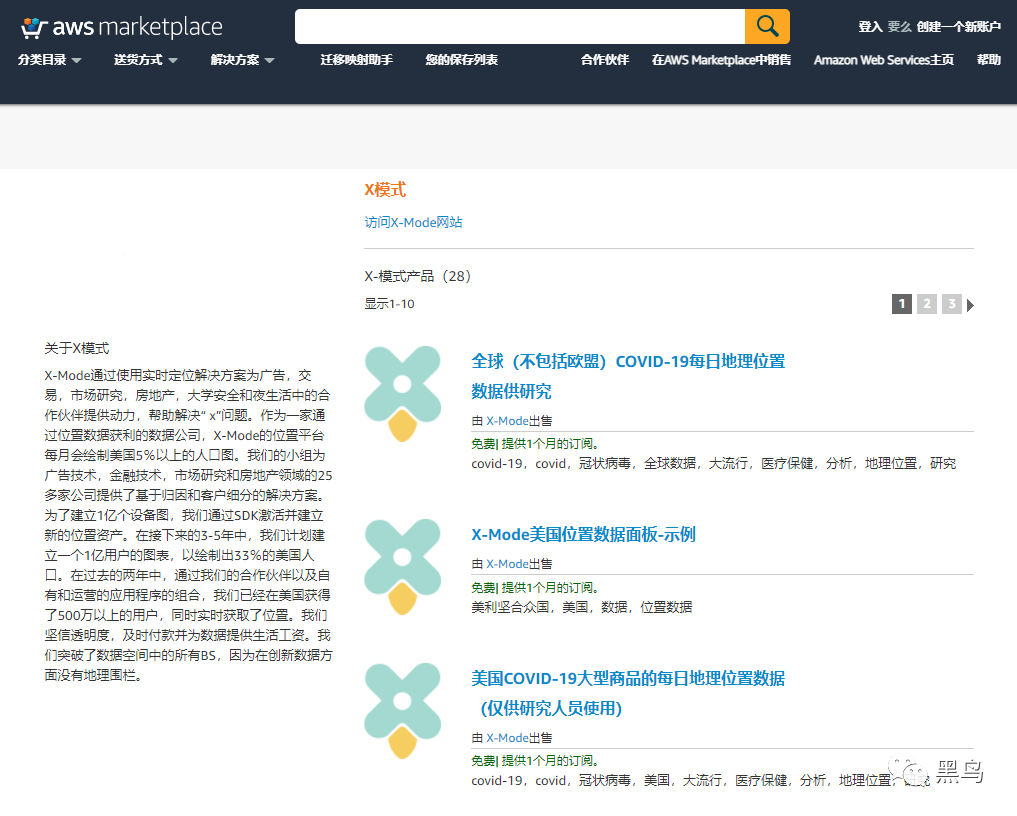 aws marketplace
登入 要么 创建一个新账户
分类目录 送货方式 解决方案 迁移映射助手 您的保存列表 合作伙伴 在AWS Marketplace中销售 Amazon Web Services主页 帮助
X模式
访问X-Mode网站
X-模式产品（28）
显示1-10
1 2 3
关于X模式
X-Mode通过使用实时定位解决方案为广告，交
易，市场研究，房地产，大学安全和夜生活中的合
作伙伴提供动力，帮助解决“ x”问题。作为一家通
过位置数据获利的数据公司，X-Mode的位置平台
每月会绘制美国5％以上的人口图。我们的小组为
广告技术，金融技术，市场研究和房地产领域的25
多家公司提供了基于归因和客户细分的解决方案。
为了建立1亿个设备图，我们通过SDK激活并建立
新的位置资产。在接下来的3-5年中，我们计划建
立一个1亿用户的图表，以绘制出33％的美国人
口。在过去的两年中，通过我们的合作伙伴以及自
有和运营的应用程序的组合，我们已经在美国获得
了500万以上的用户，同时实时获取了位置。我们
坚信透明度，及时付款并为数据提供生活工资。我
们突破了数据空间中的所有BS，因为在创新数据方
面没有地理围栏。
全球（不包括欧盟）COVID-19每日地理位置
数据供研究
由 X-Mode出售
免费| 提供1个月的订阅。
covid-19，covid，冠状病毒，全球数据，大流行，医疗保健，分析，地理位置，研究
X-Mode美国位置数据面板-示例
由 X-Mode出售
免费| 提供1个月的订阅。
美利坚合众国，美国，数据，位置数据
美国COVID-19大型商品的每日地理位置数据
（仅供研究人员使用）
由 X-Mode出售
免费| 提供1个月的订阅。
covid-19，covid，冠状病毒，美国，大流行，医疗保健，分析，地理位置，
黑鸟